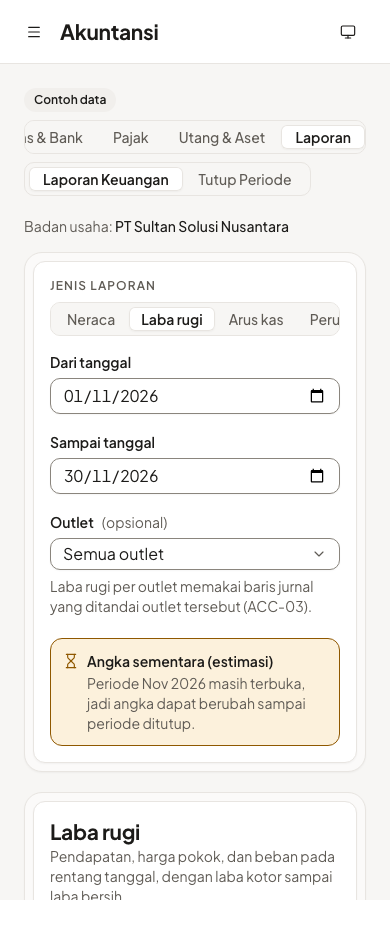 Akuntansi
Contoh data
s & Bank Pajak Utang & Aset Laporan
Laporan Keuangan Tutup Periode
Badan usaha: PT Sultan Solusi Nusantara
JENIS LAPORAN
Neraca Laba rugi Arus kas Peru
Dari tanggal
01/11/2026
Sampai tanggal
30/11/2026
Outlet (opsional)
Semua outlet
Laba rugi per outlet memakai baris jurnal
yang ditandai outlet tersebut (ACC-03).
Angka sementara (estimasi)
Periode Nov 2026 masih terbuka,
jadi angka dapat berubah sampai
periode ditutup.
Laba rugi
Pendapatan, harga pokok, dan beban pada
rentang tanggal, dengan laba kotor sampai
laba bersih.